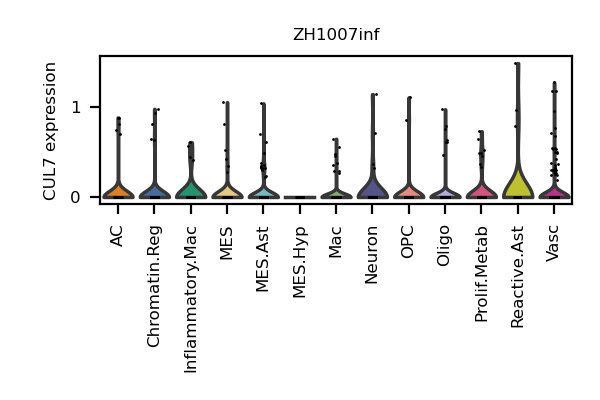 ZH1007inf
CUL7 expression
1
0
AC
Chromatin.Reg
Inflammatory.Mac
MES
MES.Ast
MES.Hyp
Mac
Neuron
OPC
Oligo
Prolif.Metab
Reactive.Ast
Vasc